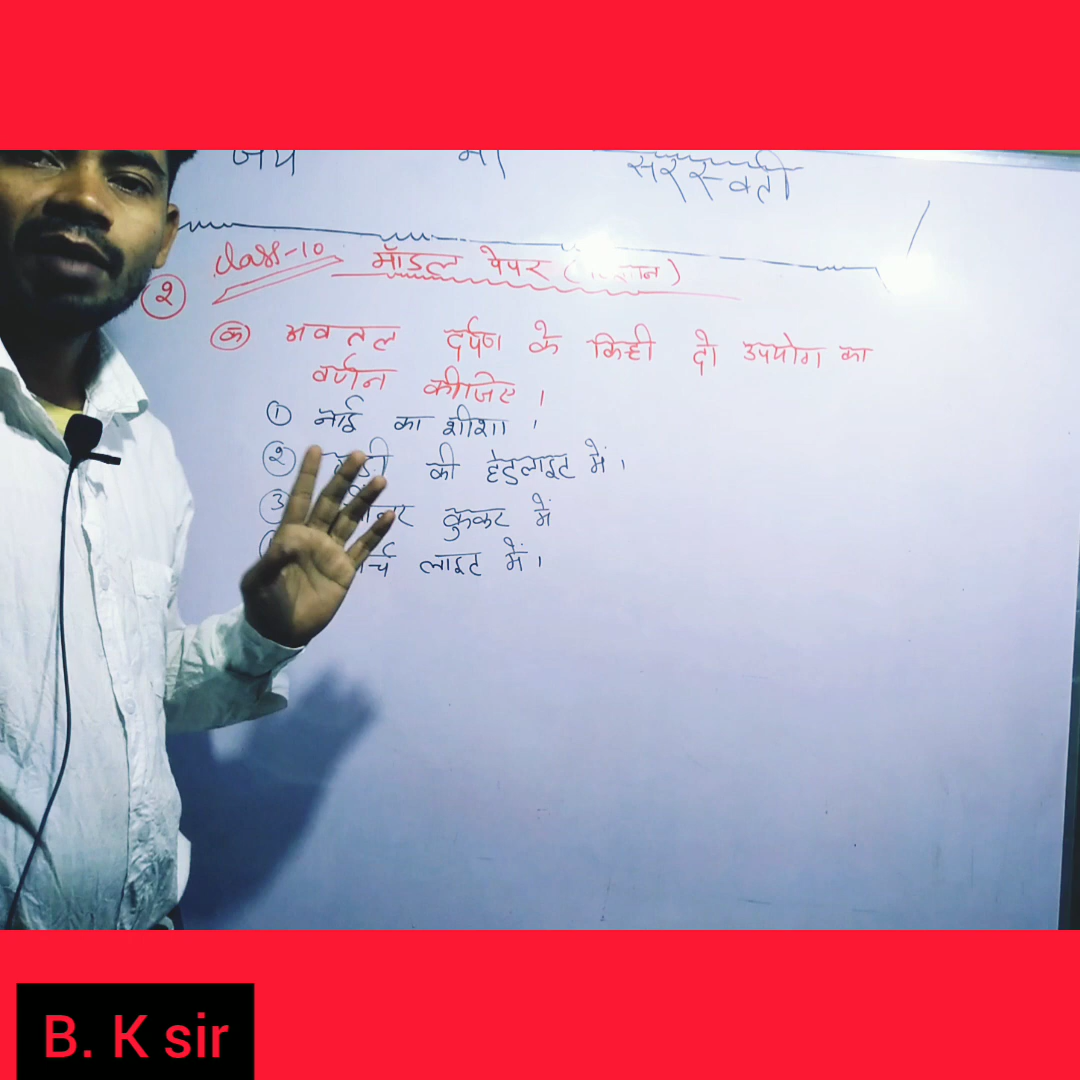 जय मा सरस्वती
Class-10 मॉडल पेपर
२
क अवतल दर्पण के किन्ही दो उपयोग का
वर्णन कीजिए।
① नाई का शीशा।
② की हेडलाइट में।
③ कुकर में
लाइट में।
B. K sir